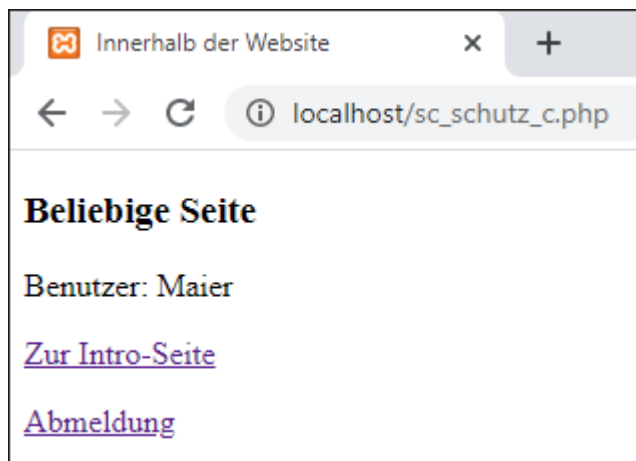 Innerhalb der Website
localhost/sc_schutz_c.php
Beliebige Seite
Benutzer: Maier
Zur Intro-Seite
Abmeldung